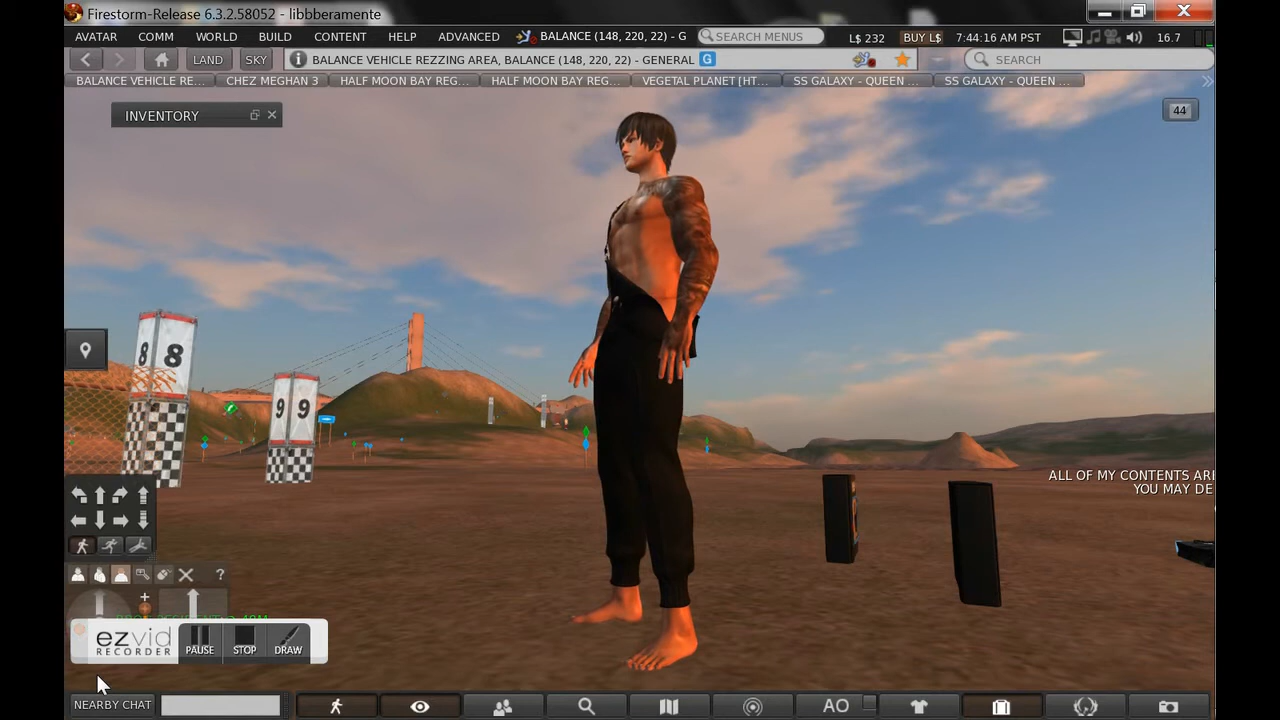 Firestorm-Release 6.3.2.58052 - libbberamente
AVATAR COMM WORLD BUILD CONTENT HELP ADVANCED BALANCE (148, 220, 22) - G SEARCH MENUS L$ 232 BUY L$ 7:44:16 AM PST 16.7
LAND SKY BALANCE VEHICLE REZZING AREA, BALANCE (148, 220, 22) - GENERAL G SEARCH
BALANCE VEHICLE RE... CHEZ MEGHAN 3 HALF MOON BAY REG... HALF MOON BAY REG... VEGETAL PLANET [HT... SS GALAXY - QUEEN ... SS GALAXY - QUEEN ...
INVENTORY
44
8 8
9 9
ALL OF MY CONTENTS AR
YOU MAY DE
?
ezvid
RECORDER
PAUSE STOP DRAW
NEARBY CHAT
AO